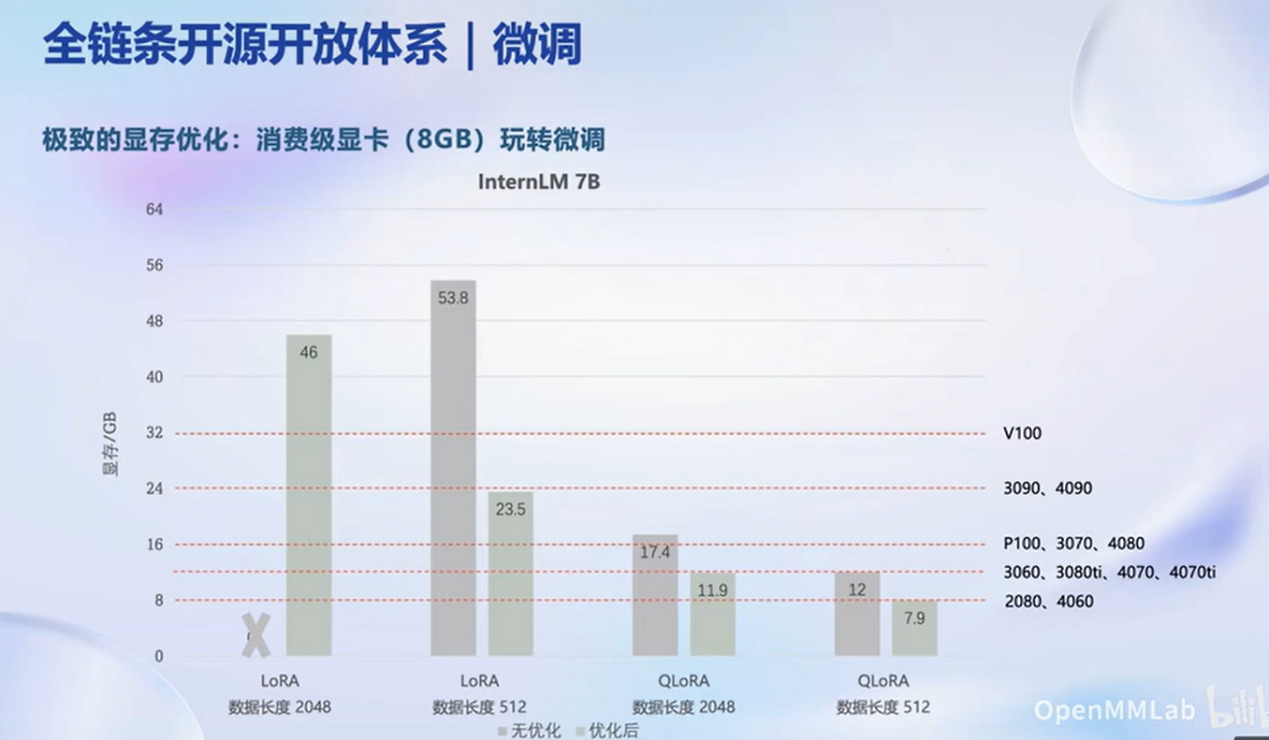 全链条开源开放体系｜微调
极致的显存优化：消费级显卡（8GB）玩转微调
InternLM 7B
64
56
53.8
48
46
40
显存/GB
32
V100
24
3090、4090
23.5
17.4
16
P100、3070、4080
3060、3080ti、4070、4070ti
11.9
12
8
2080、4060
7.9
0
LoRA
数据长度 2048
LoRA
数据长度 512
QLoRA
数据长度 2048
QLoRA
数据长度 512
无优化 优化后
OpenMMLab